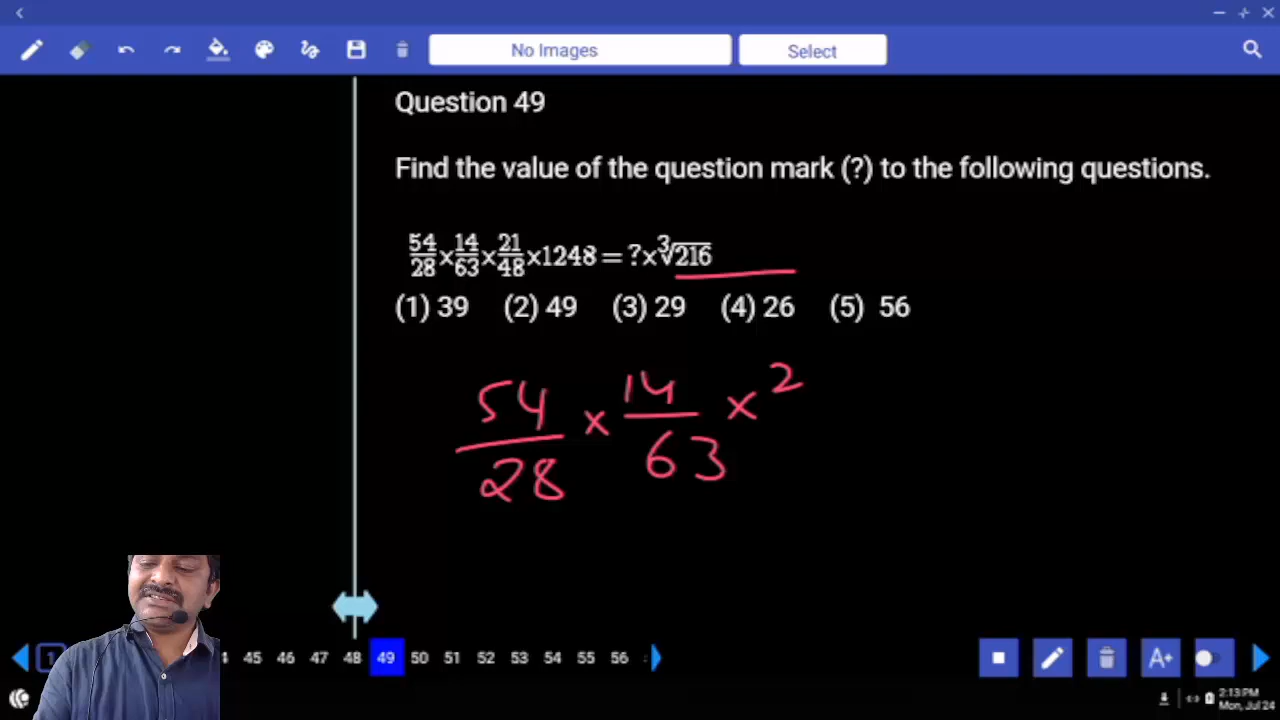 No Images
Select
Question 49
Find the value of the question mark (?) to the following questions.
54/28 × 14/63 × 21/48 × 1248 = ? × ∛216
(1) 39 (2) 49 (3) 29 (4) 26 (5) 56
54/28 × 14/63 × 2
1 45 46 47 48 49 50 51 52 53 54 55 56
A+
2:13 PM
Mon, Jul 24